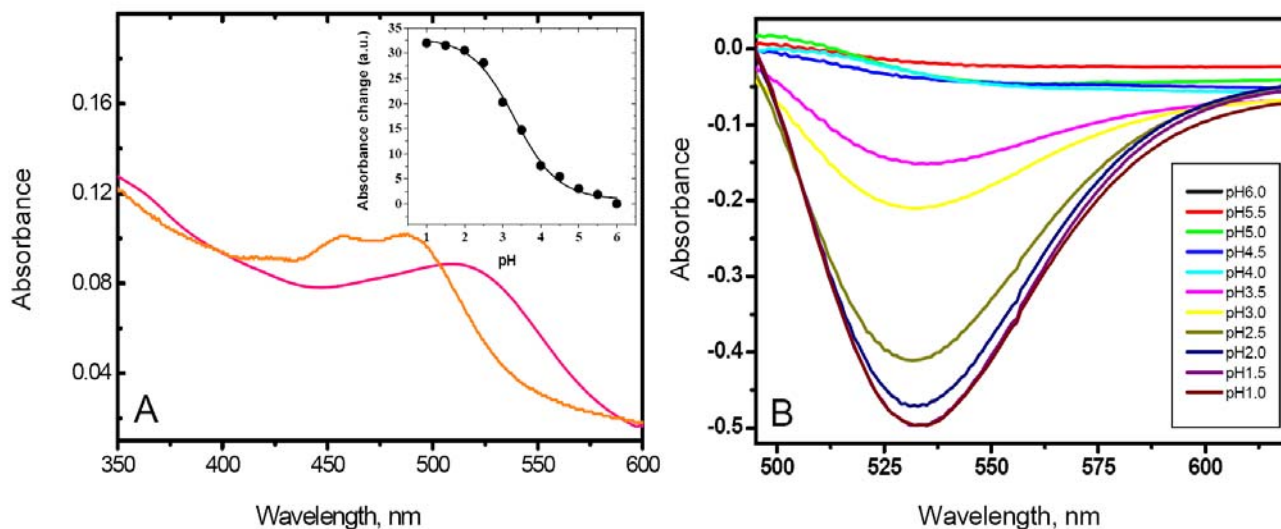 Absorbance
0.16
0.12
0.08
0.04
350 400 450 500 550 600
Wavelength, nm
A
Absorbance change (a.u.)
35
30
25
20
15
10
5
0
1 2 3 4 5 6
pH
Absorbance
0.0
-0.1
-0.2
-0.3
-0.4
-0.5
500 525 550 575 600
Wavelength, nm
B
pH6.0
pH5.5
pH5.0
pH4.5
pH4.0
pH3.5
pH3.0
pH2.5
pH2.0
pH1.5
pH1.0